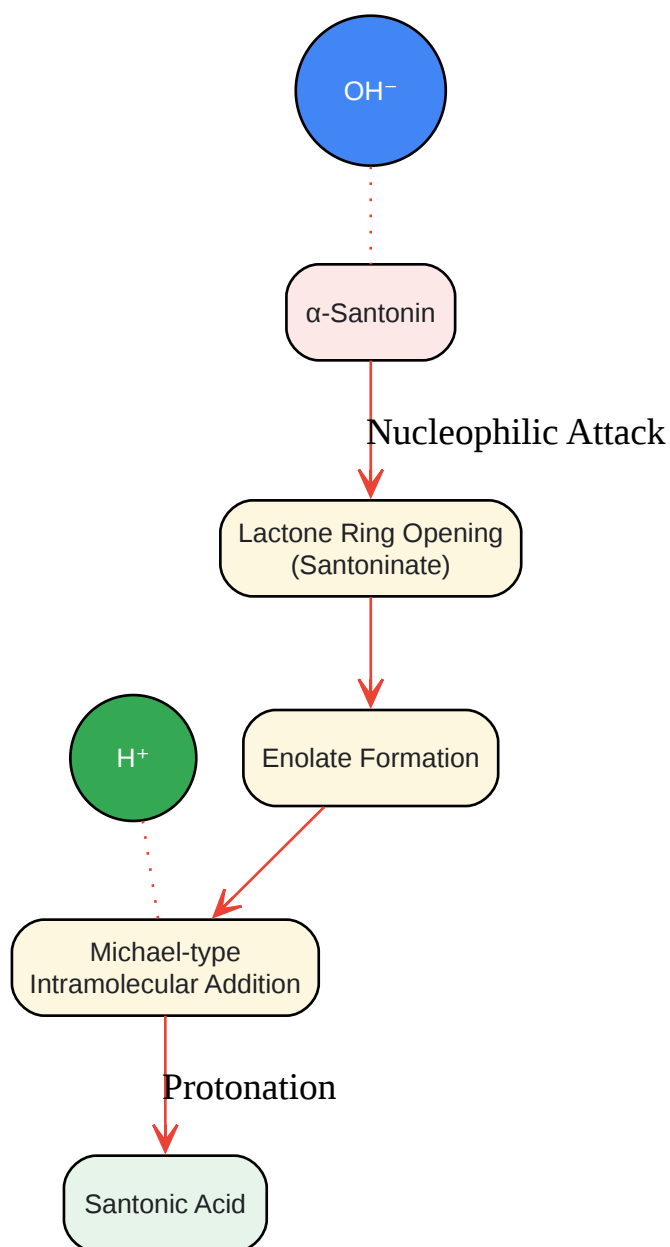 OH⁻
α-Santonin
Nucleophilic Attack
Lactone Ring Opening
(Santoninate)
H⁺
Enolate Formation
Michael-type
Intramolecular Addition
Protonation
Santonic Acid